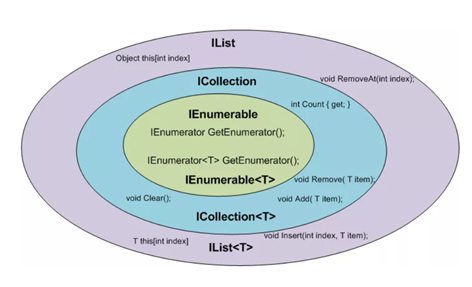 IList
Object this[int index]
ICollection
void RemoveAt(int index);
int Count { get; }
IEnumerable
IEnumerator GetEnumerator();
IEnumerator<T> GetEnumerator();
IEnumerable<T>
void Remove( T item);
void Clear();
void Add( T item);
ICollection<T>
void Insert(int index, T item);
T this[int index]
IList<T>